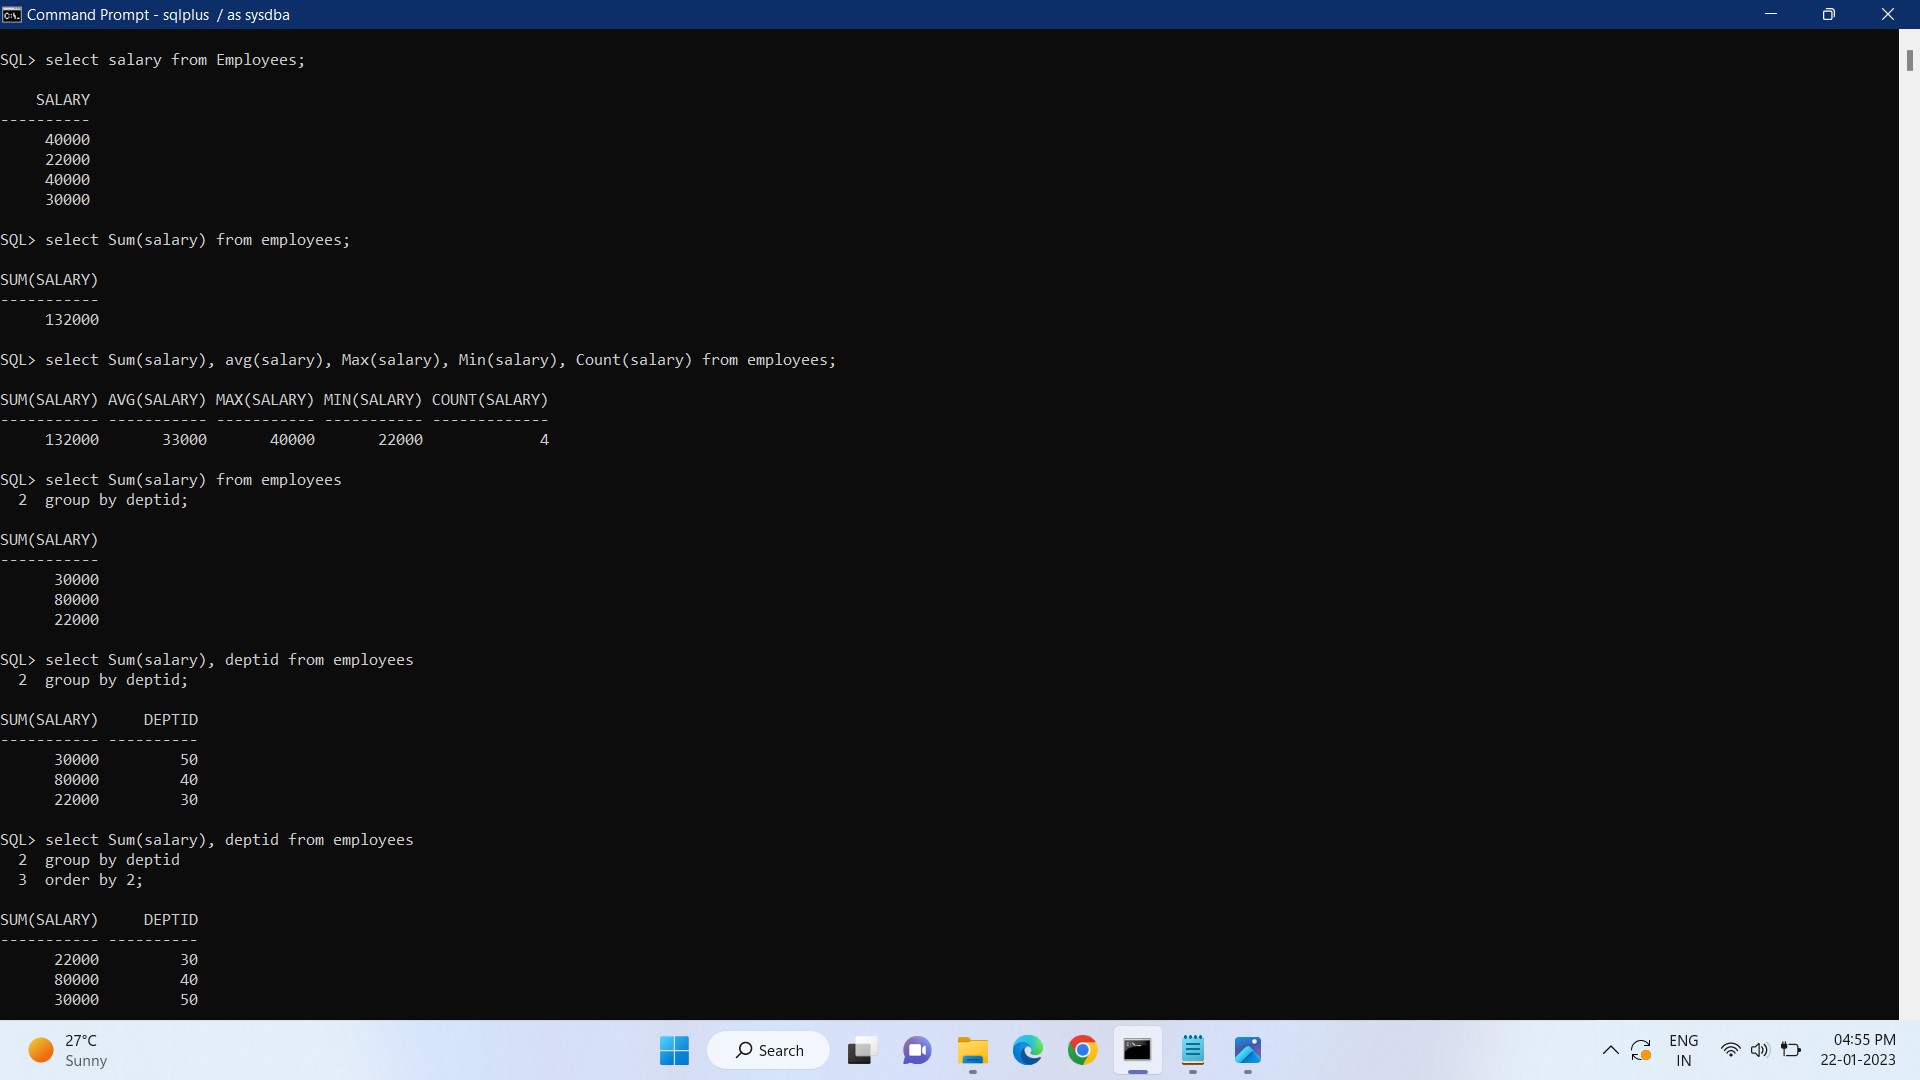 Command Prompt - sqlplus  / as sysdba
SQL> select salary from Employees;
    SALARY
----------
     40000
     22000
     40000
     30000
SQL> select Sum(salary) from employees;
SUM(SALARY)
-----------
     132000
SQL> select Sum(salary), avg(salary), Max(salary), Min(salary), Count(salary) from employees;
SUM(SALARY) AVG(SALARY) MAX(SALARY) MIN(SALARY) COUNT(SALARY)
----------- ----------- ----------- ----------- -------------
     132000       33000       40000       22000             4
SQL> select Sum(salary) from employees
  2  group by deptid;
SUM(SALARY)
-----------
      30000
      80000
      22000
SQL> select Sum(salary), deptid from employees
  2  group by deptid;
SUM(SALARY)     DEPTID
----------- ----------
      30000         50
      80000         40
      22000         30
SQL> select Sum(salary), deptid from employees
  2  group by deptid
  3  order by 2;
SUM(SALARY)     DEPTID
----------- ----------
      22000         30
      80000         40
      30000         50
27°C
Sunny
Search
ENG
IN
04:55 PM
22-01-2023